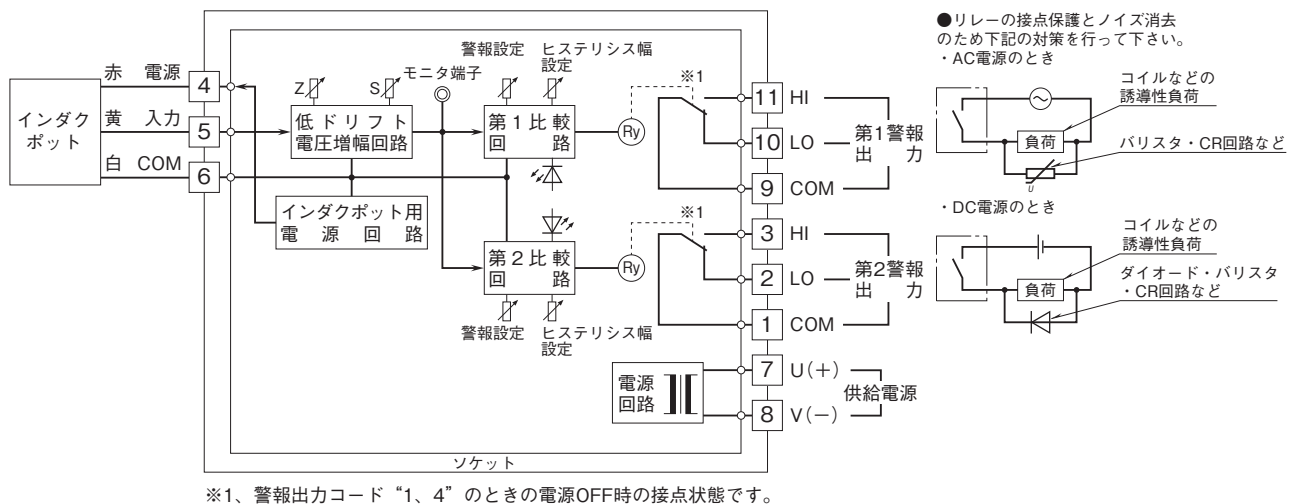 インダク
ポット
赤 電源
黄 入力
白 COM
4
5
6
Z
S
モニタ端子
低ドリフト
電圧増幅回路
インダクポット用
電源回路
警報設定
ヒステリシス幅
設定
第1比較
回路
Ry
※1
第2比較
回路
Ry
※1
警報設定
ヒステリシス幅
設定
電源
回路
11 HI
10 LO
9 COM
第1警報
出力
3 HI
2 LO
1 COM
第2警報
出力
7 U(+)
8 V(−)
供給電源
ソケット
※1、警報出力コード“1、4”のときの電源OFF時の接点状態です。
●リレーの接点保護とノイズ消去
のため下記の対策を行って下さい。
・AC電源のとき
コイルなどの
誘導性負荷
負荷
バリスタ・CR回路など
U
・DC電源のとき
コイルなどの
誘導性負荷
負荷
ダイオード・バリスタ
・CR回路など